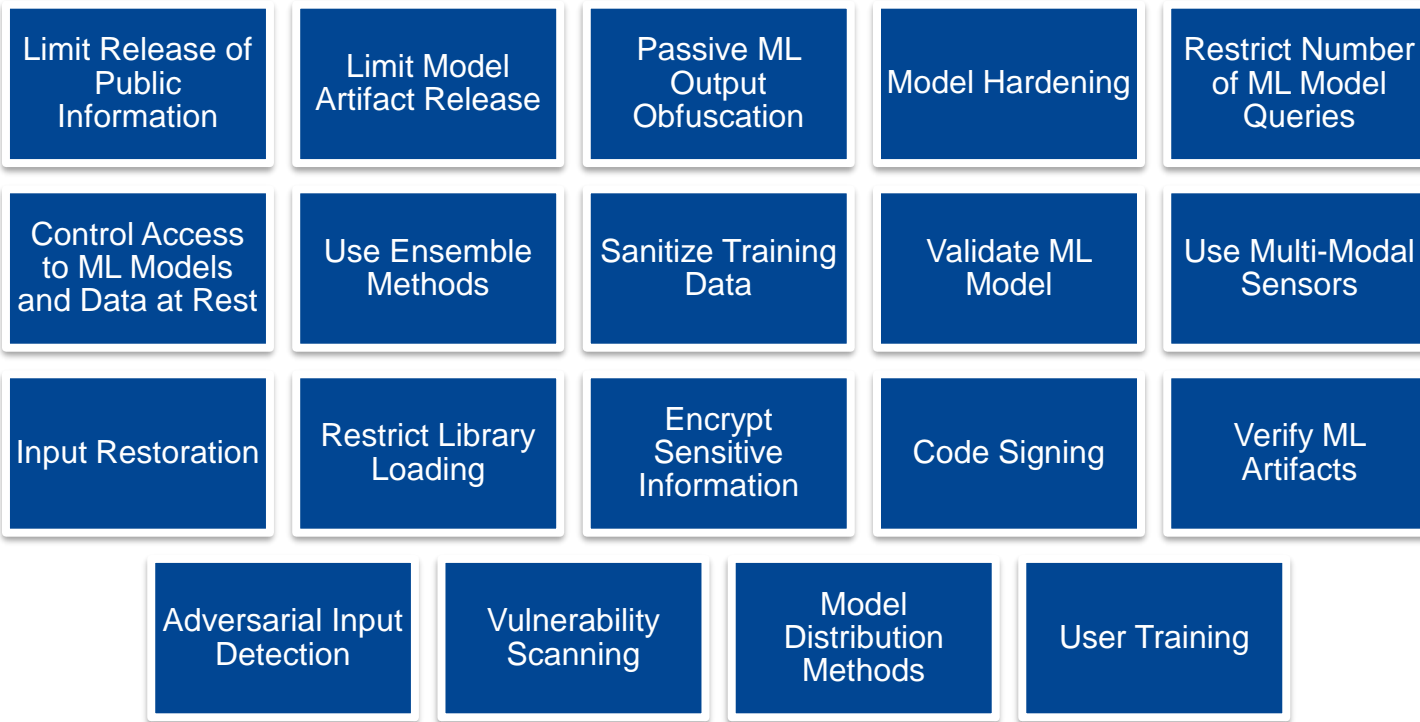 Limit Release of
Public
Information
Limit Model
Artifact Release
Passive ML
Output
Obfuscation
Model Hardening
Restrict Number
of ML Model
Queries
Control Access
to ML Models
and Data at Rest
Use Ensemble
Methods
Sanitize Training
Data
Validate ML
Model
Use Multi-Modal
Sensors
Input Restoration
Restrict Library
Loading
Encrypt
Sensitive
Information
Code Signing
Verify ML
Artifacts
Adversarial Input
Detection
Vulnerability
Scanning
Model
Distribution
Methods
User Training